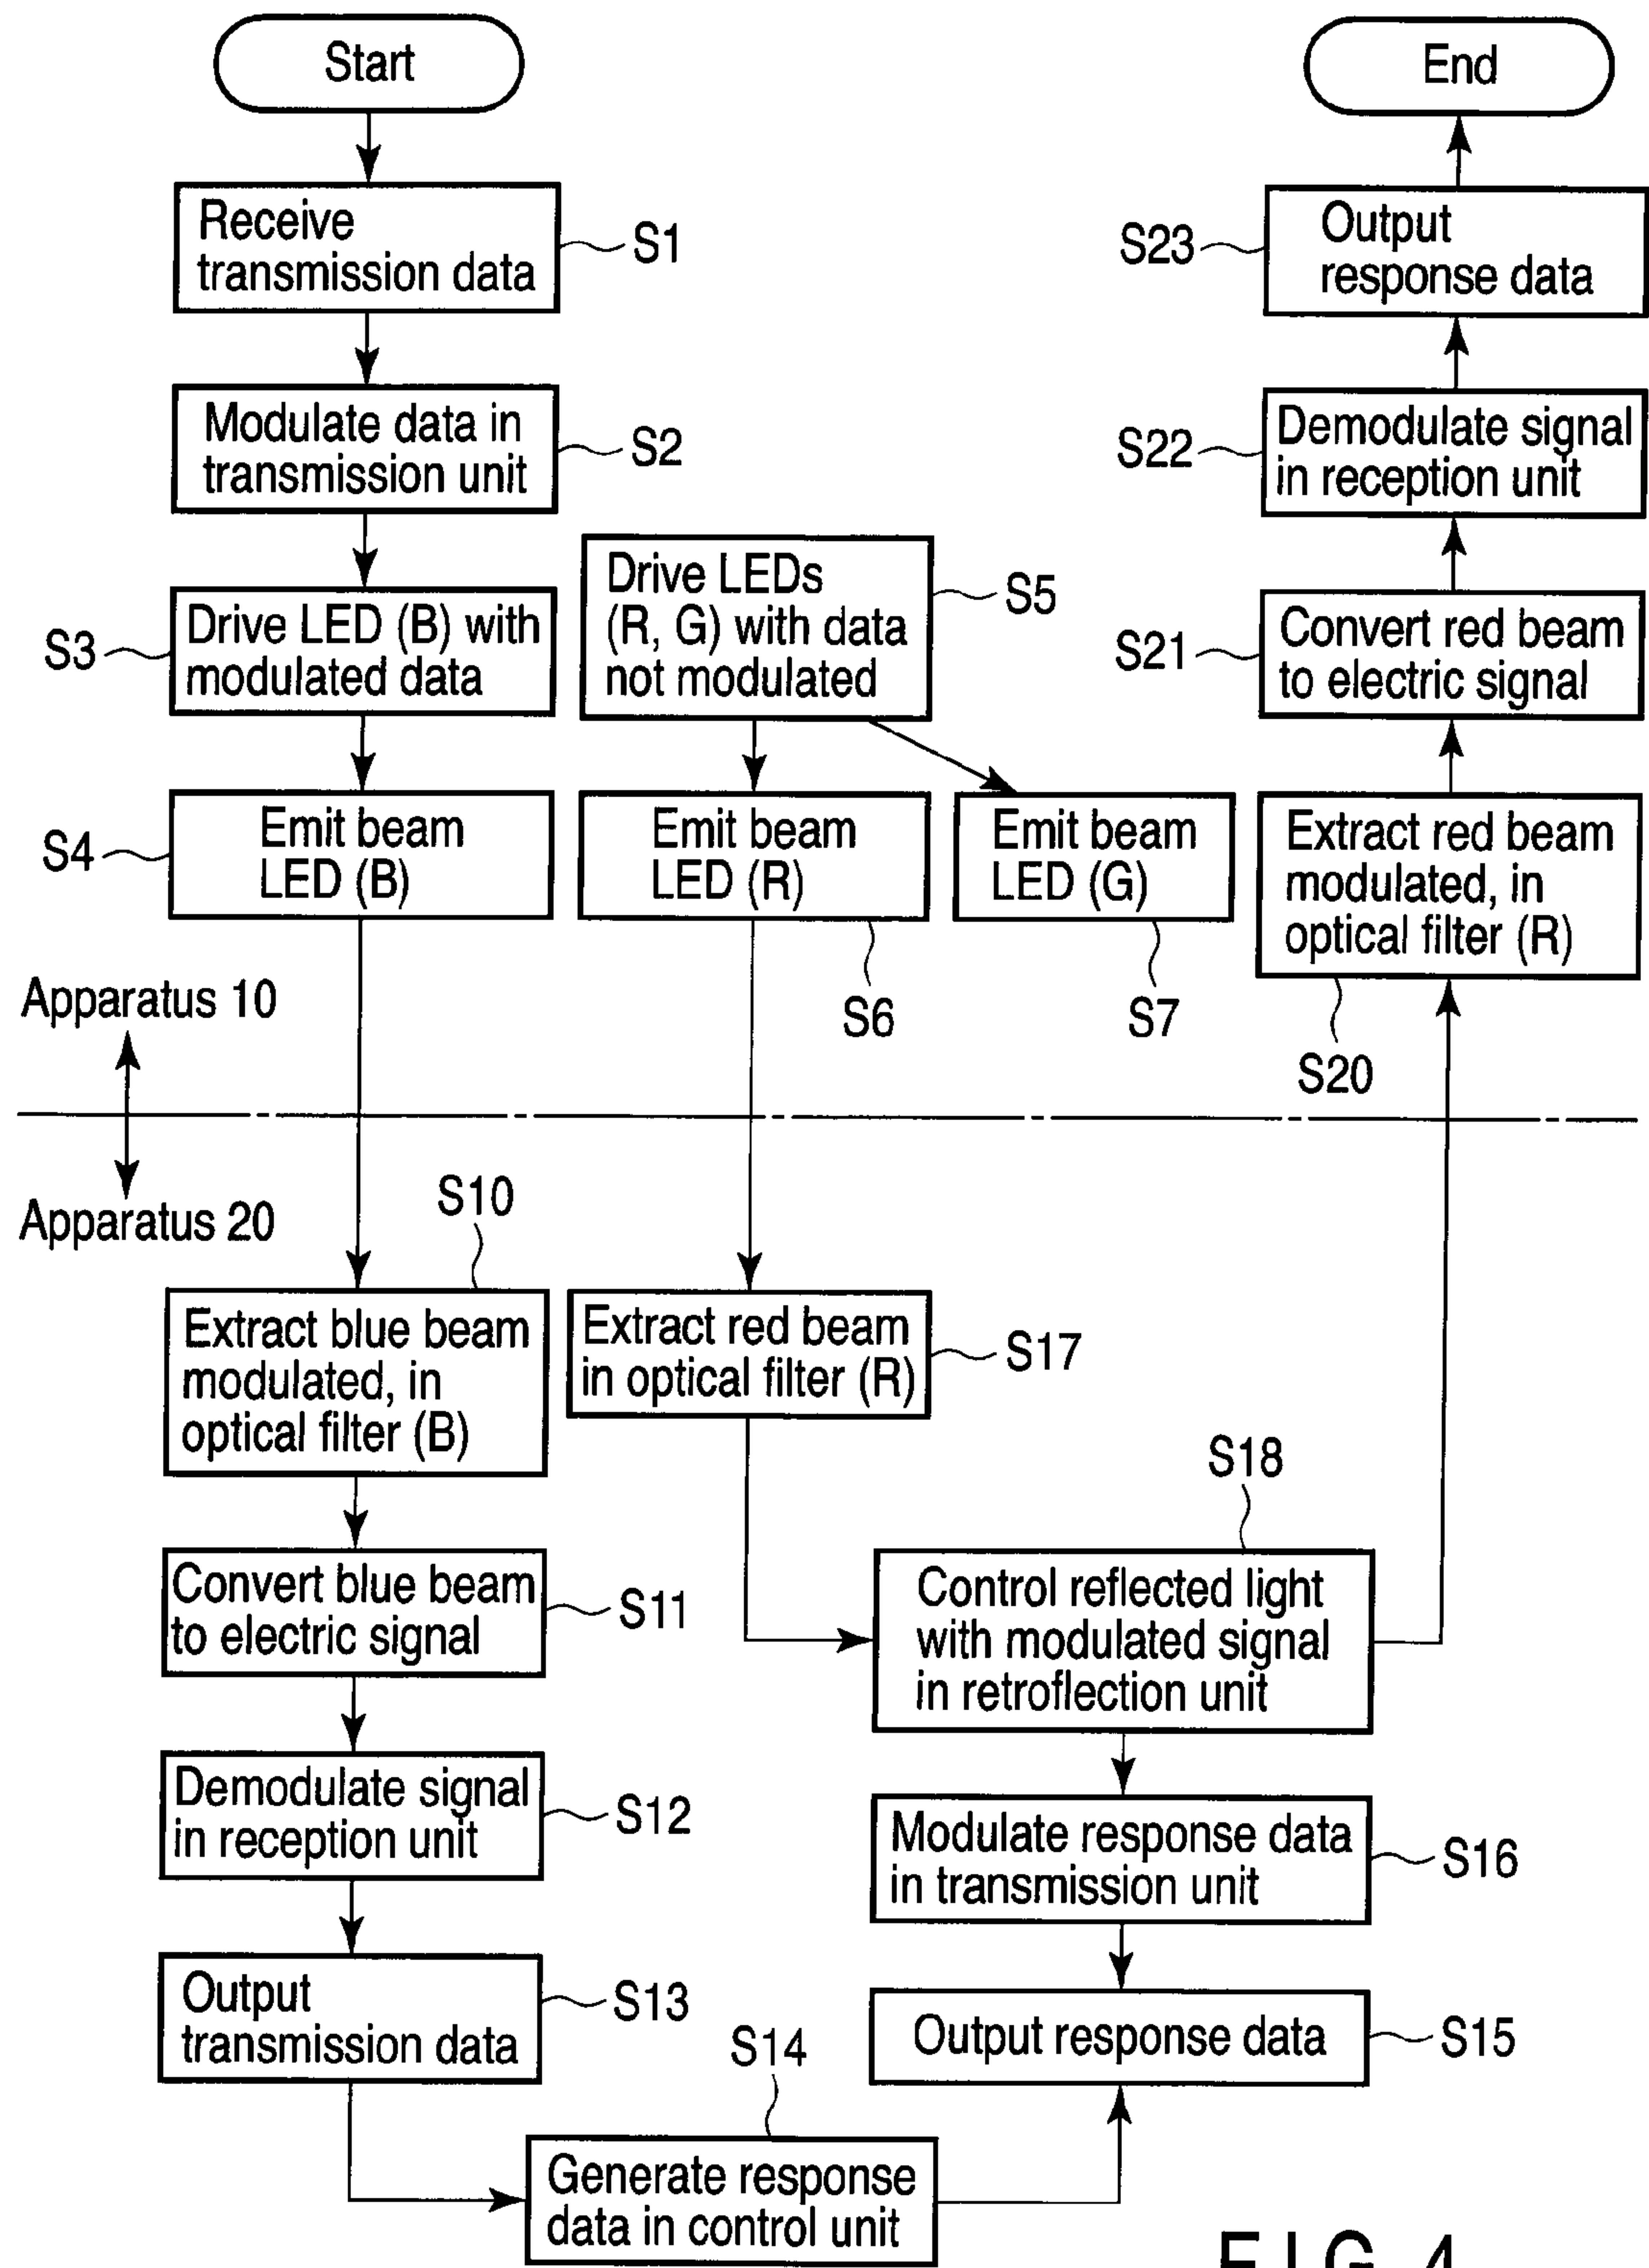 Start
Receive
transmission data
S1
Modulate data in
transmission unit
S2
Drive LED (B) with
modulated data
S3
Emit beam
LED (B)
S4
Drive LEDs
(R, G) with data
not modulated
S5
Emit beam
LED (R)
S6
Emit beam
LED (G)
S7
End
Output
response data
S23
Demodulate signal
in reception unit
S22
Convert red beam
to electric signal
S21
Extract red beam
modulated, in
optical filter (R)
S20
Apparatus 10
Apparatus 20
S10
Extract blue beam
modulated, in
optical filter (B)
Convert blue beam
to electric signal
S11
Demodulate signal
in reception unit
S12
Output
transmission data
S13
S14
Generate response
data in control unit
Extract red beam
in optical filter (R)
S17
S18
Control reflected light
with modulated signal
in retroflection unit
Modulate response data
in transmission unit
S16
Output response data
S15
FIG. 4